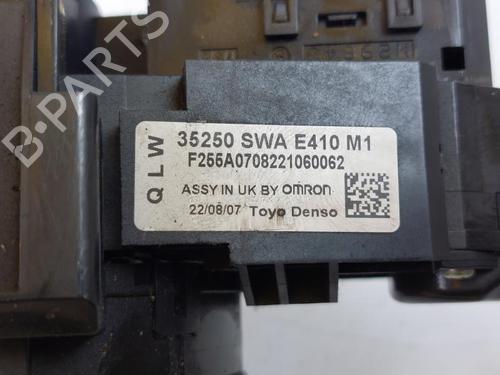 QLW
35250 SWA E410 M1
F255A0708221060062
ASSY IN UK BY omron
22/08/07 Toyo Denso
B-PARTS